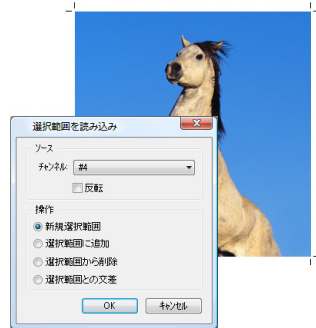 選択範囲を読み込み
ソース
チャンネル: #4
反転
操作
新規選択範囲
選択範囲に追加
選択範囲から削除
選択範囲との交差
OK キャンセル